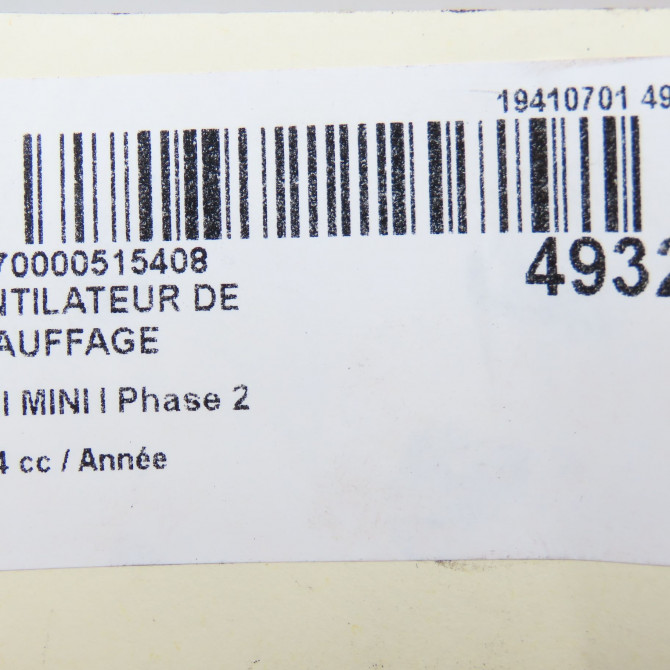 19410701 49
70000515408
4932
NTILATEUR DE
AUFFAGE
I MINI I Phase 2
4 cc / Année